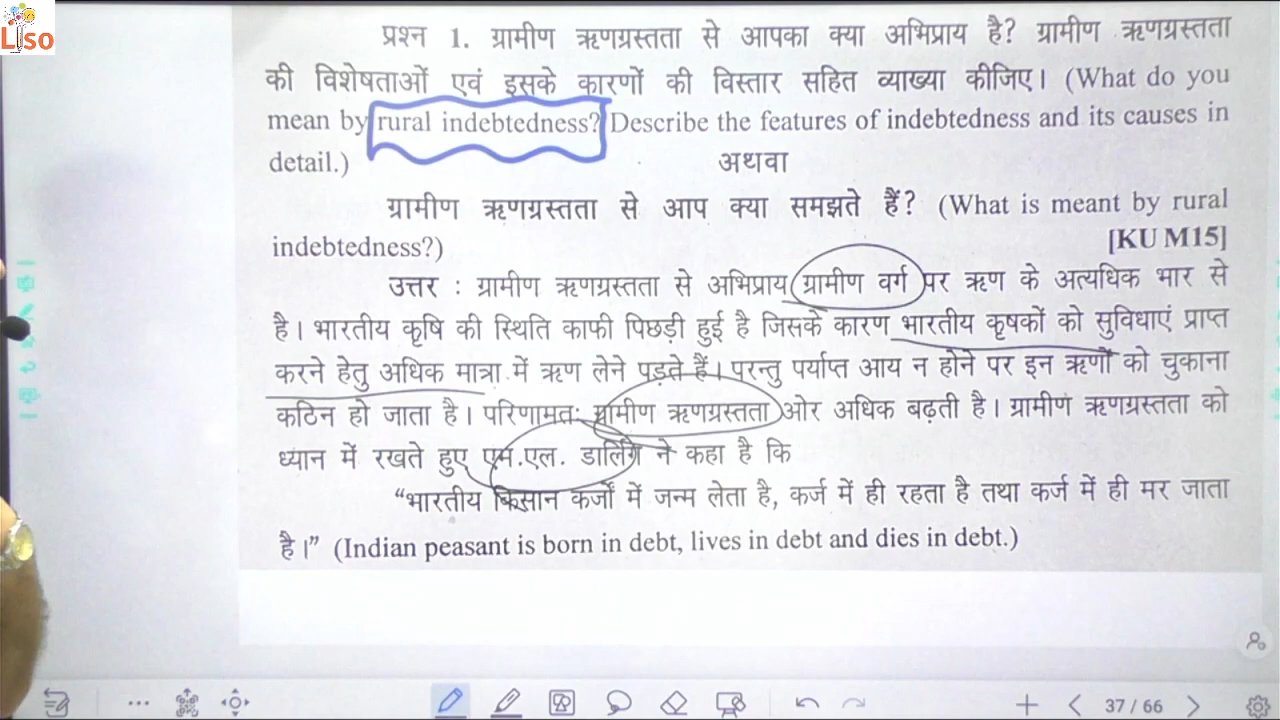 Liso
प्रश्न 1. ग्रामीण ऋणग्रस्तता से आपका क्या अभिप्राय है? ग्रामीण ऋणग्रस्तता
की विशेषताओं एवं इसके कारणों की विस्तार सहित व्याख्या कीजिए। (What do you
mean by rural indebtedness? Describe the features of indebtedness and its causes in
detail.) अथवा
ग्रामीण ऋणग्रस्तता से आप क्या समझते हैं? (What is meant by rural
indebtedness?) [KU M15]
उत्तर : ग्रामीण ऋणग्रस्तता से अभिप्राय ग्रामीण वर्ग पर ऋण के अत्यधिक भार से
है। भारतीय कृषि की स्थिति काफी पिछड़ी हुई है जिसके कारण भारतीय कृषकों को सुविधाएं प्राप्त
करने हेतु अधिक मात्रा में ऋण लेने पड़ते हैं। परन्तु पर्याप्त आय न होने पर इन ऋणों को चुकाना
कठिन हो जाता है। परिणामतः ग्रामीण ऋणग्रस्तता ओर अधिक बढ़ती है। ग्रामीण ऋणग्रस्तता को
ध्यान में रखते हुए एम.एल. डार्लिंग ने कहा है कि
“भारतीय किसान कर्जो में जन्म लेता है, कर्ज में ही रहता है तथा कर्ज में ही मर जाता
है।” (Indian peasant is born in debt, lives in debt and dies in debt.)
37 / 66